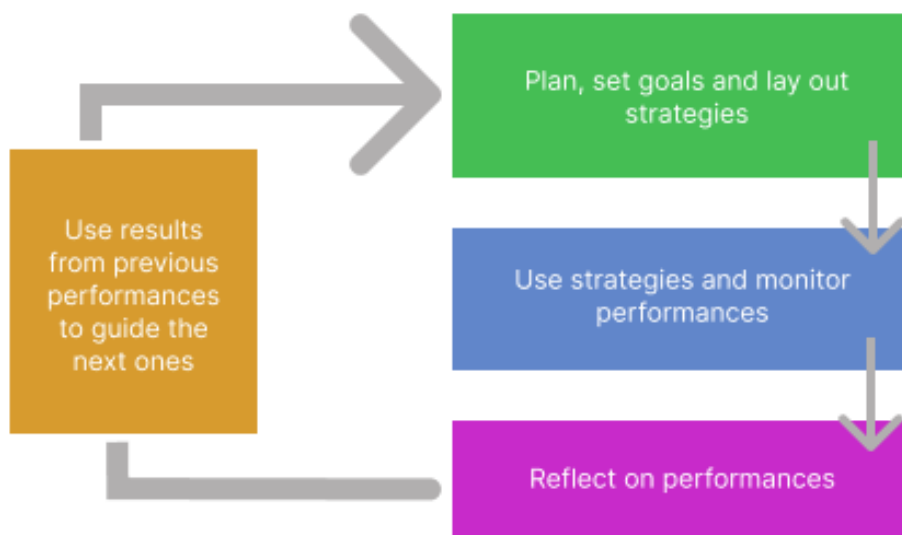 Plan, set goals and lay out
strategies
Use strategies and monitor
performances
Reflect on performances
Use results
from previous
performances
to guide the
next ones